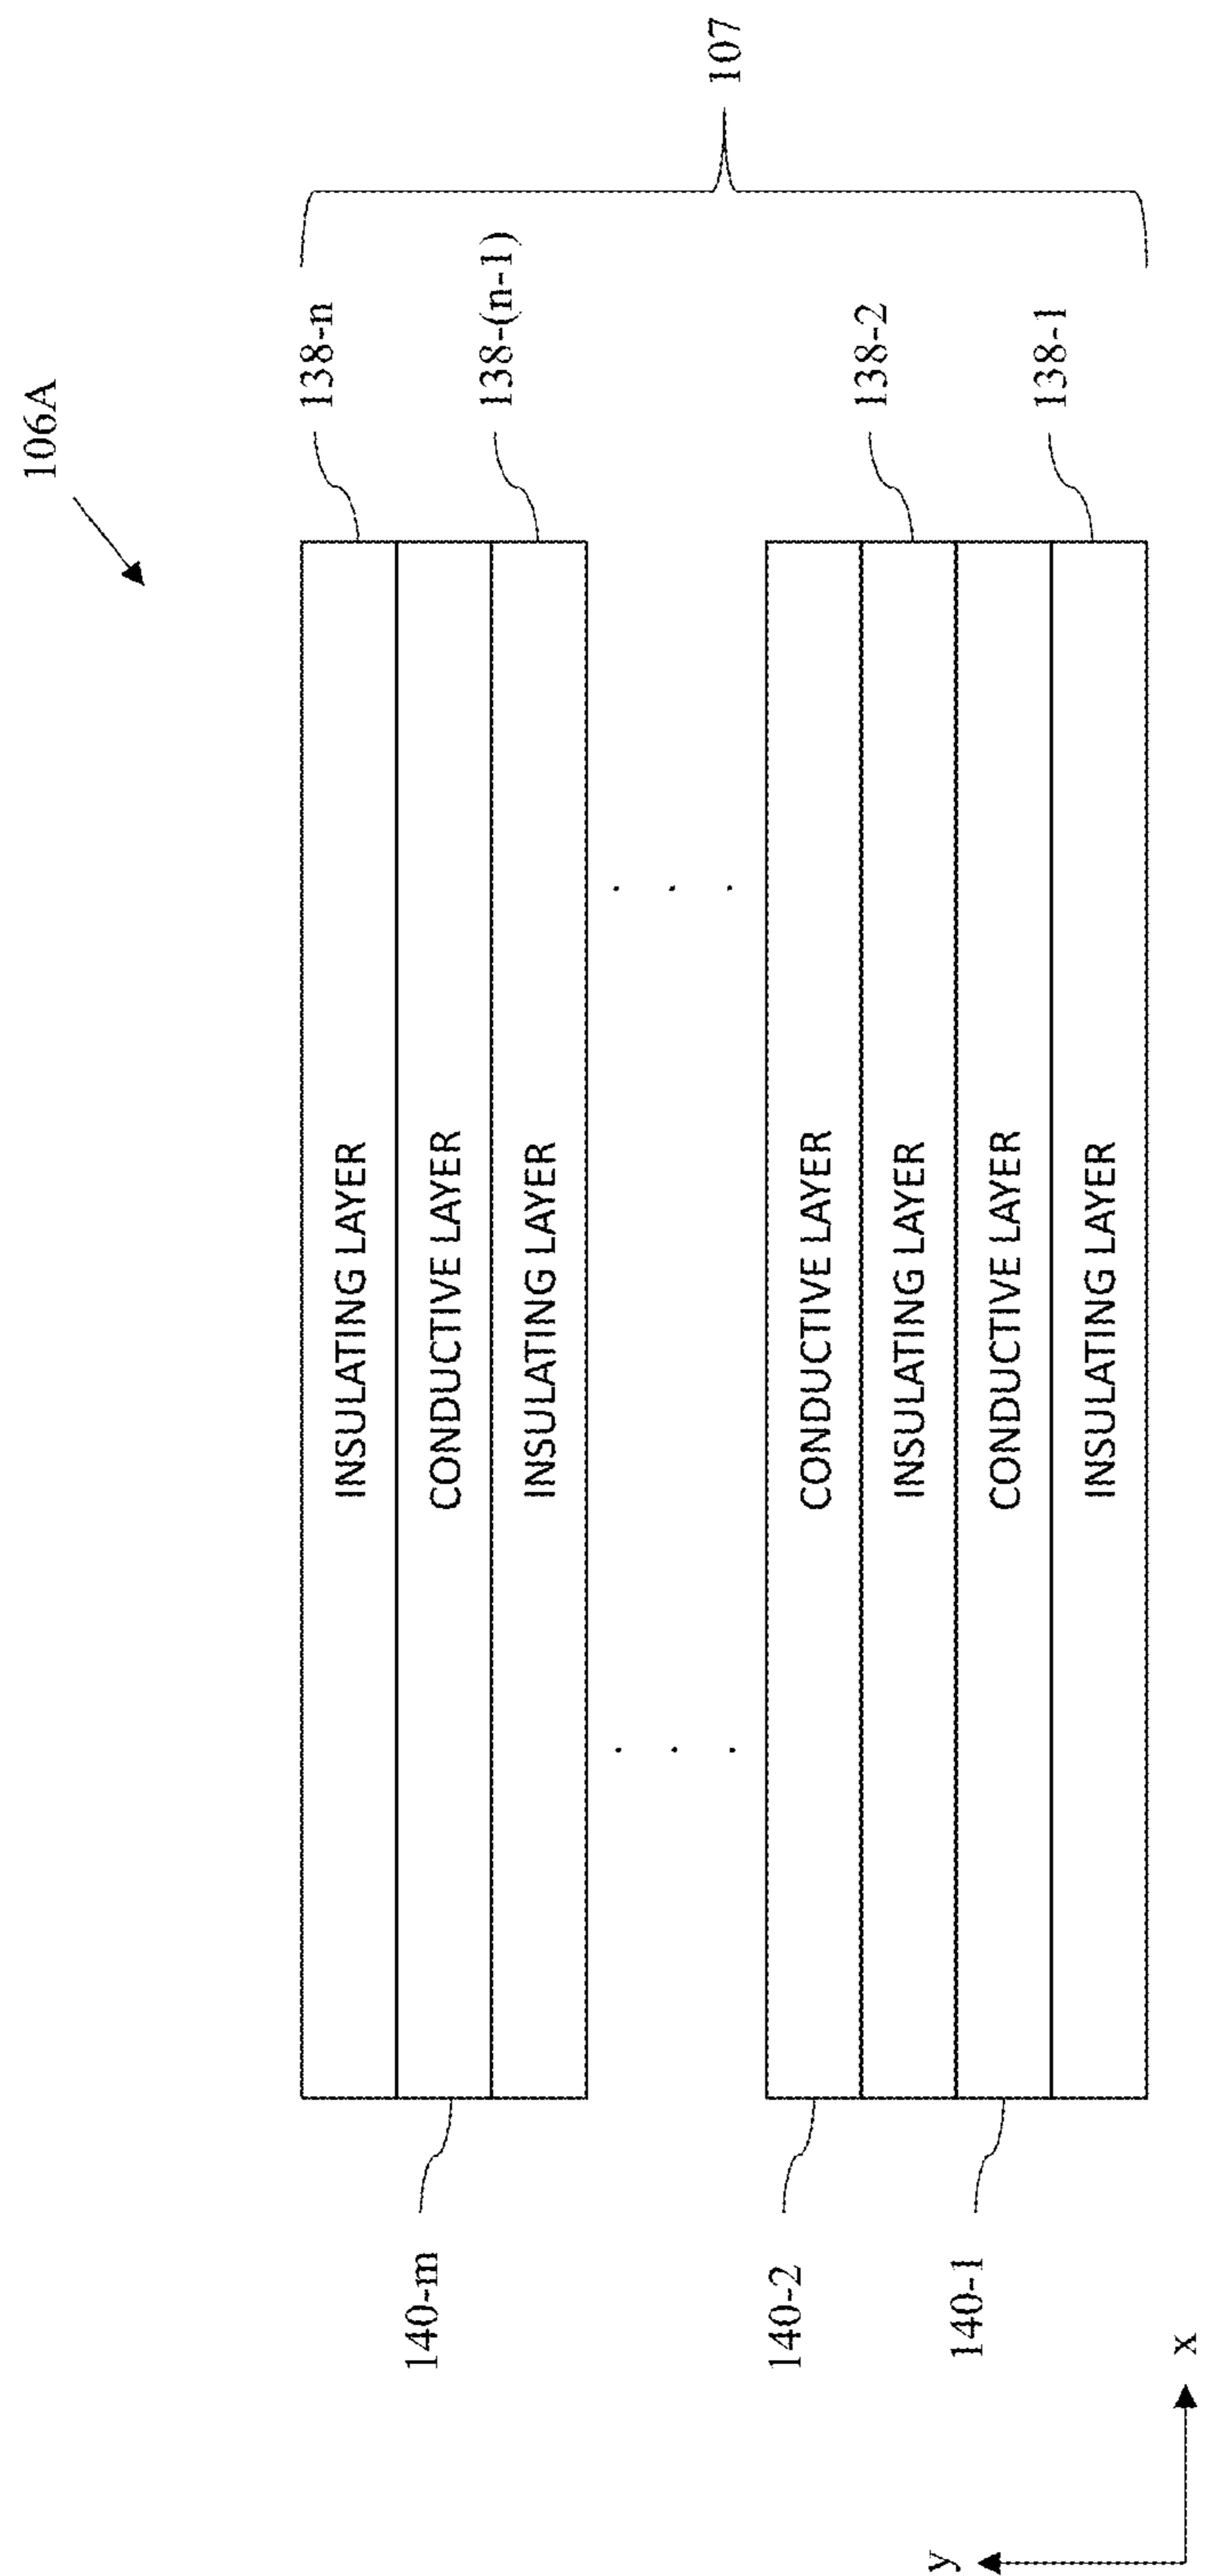 106A
138-n
138-(n-1)
107
138-2
138-1
INSULATING LAYER
CONDUCTIVE LAYER
INSULATING LAYER
. . .
. . .
CONDUCTIVE LAYER
INSULATING LAYER
CONDUCTIVE LAYER
INSULATING LAYER
140-m
140-2
140-1
y
x